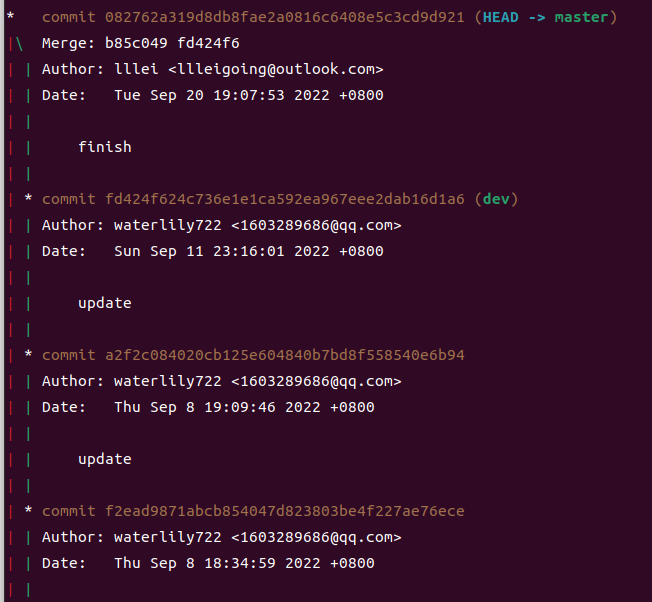 *   commit 082762a319d8db8fae2a0816c6408e5c3cd9d921 (HEAD -> master)
|\  Merge: b85c049 fd424f6
| | Author: lllei <llleigoing@outlook.com>
| | Date:   Tue Sep 20 19:07:53 2022 +0800
| |
| |     finish
| |
| * commit fd424f624c736e1e1ca592ea967eee2dab16d1a6 (dev)
| | Author: waterlily722 <1603289686@qq.com>
| | Date:   Sun Sep 11 23:16:01 2022 +0800
| |
| |     update
| |
| * commit a2f2c084020cb125e604840b7bd8f558540e6b94
| | Author: waterlily722 <1603289686@qq.com>
| | Date:   Thu Sep 8 19:09:46 2022 +0800
| |
| |     update
| |
| * commit f2ead9871abcb854047d823803be4f227ae76ece
| | Author: waterlily722 <1603289686@qq.com>
| | Date:   Thu Sep 8 18:34:59 2022 +0800
| |